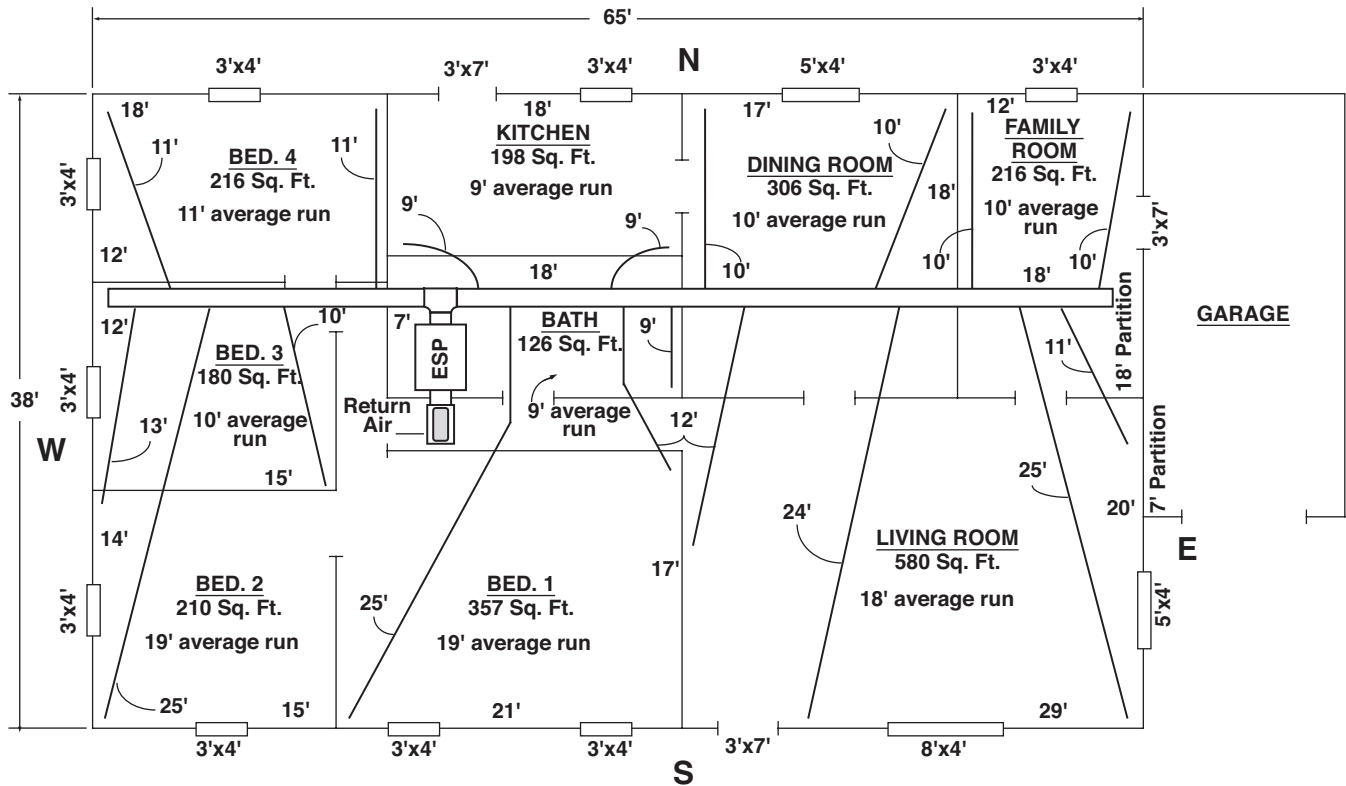 65'
3'x4'
3'x7'
3'x4'
N
5'x4'
3'x4'
18'
11'
BED. 4
216 Sq. Ft.
11' average run
11'
18'
KITCHEN
198 Sq. Ft.
9' average run
9'
9'
17'
10'
DINING ROOM
306 Sq. Ft.
10' average run
18'
10'
12'
FAMILY
ROOM
216 Sq. Ft.
10' average
run
10'
10'
18'
3'x7'
3'x4'
12'
18'
12'
10'
BED. 3
180 Sq. Ft.
10' average
run
13'
15'
7'
ESP
Return
Air
BATH
126 Sq. Ft.
9' average
run
9'
12'
11'
18' Partition
GARAGE
38'
3'x4'
W
14'
3'x4'
BED. 2
210 Sq. Ft.
19' average run
25'
15'
25'
BED. 1
357 Sq. Ft.
19' average run
17'
21'
24'
25'
LIVING ROOM
580 Sq. Ft.
18' average run
20'
7' Partition
E
5'x4'
29'
3'x4'
3'x4'
3'x4'
3'x7'
8'x4'
S